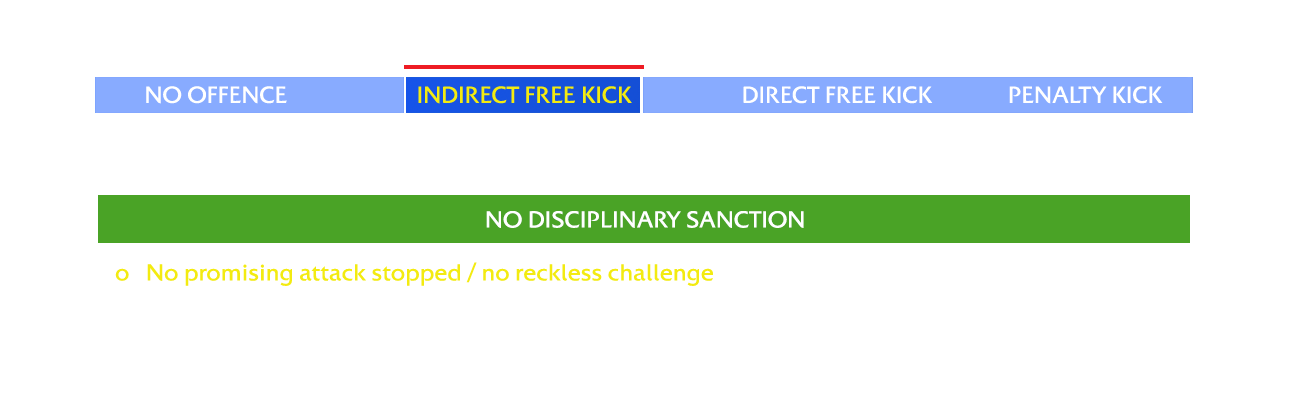 NO OFFENCE INDIRECT FREE KICK DIRECT FREE KICK PENALTY KICK
NO DISCIPLINARY SANCTION
o No promising attack stopped / no reckless challenge